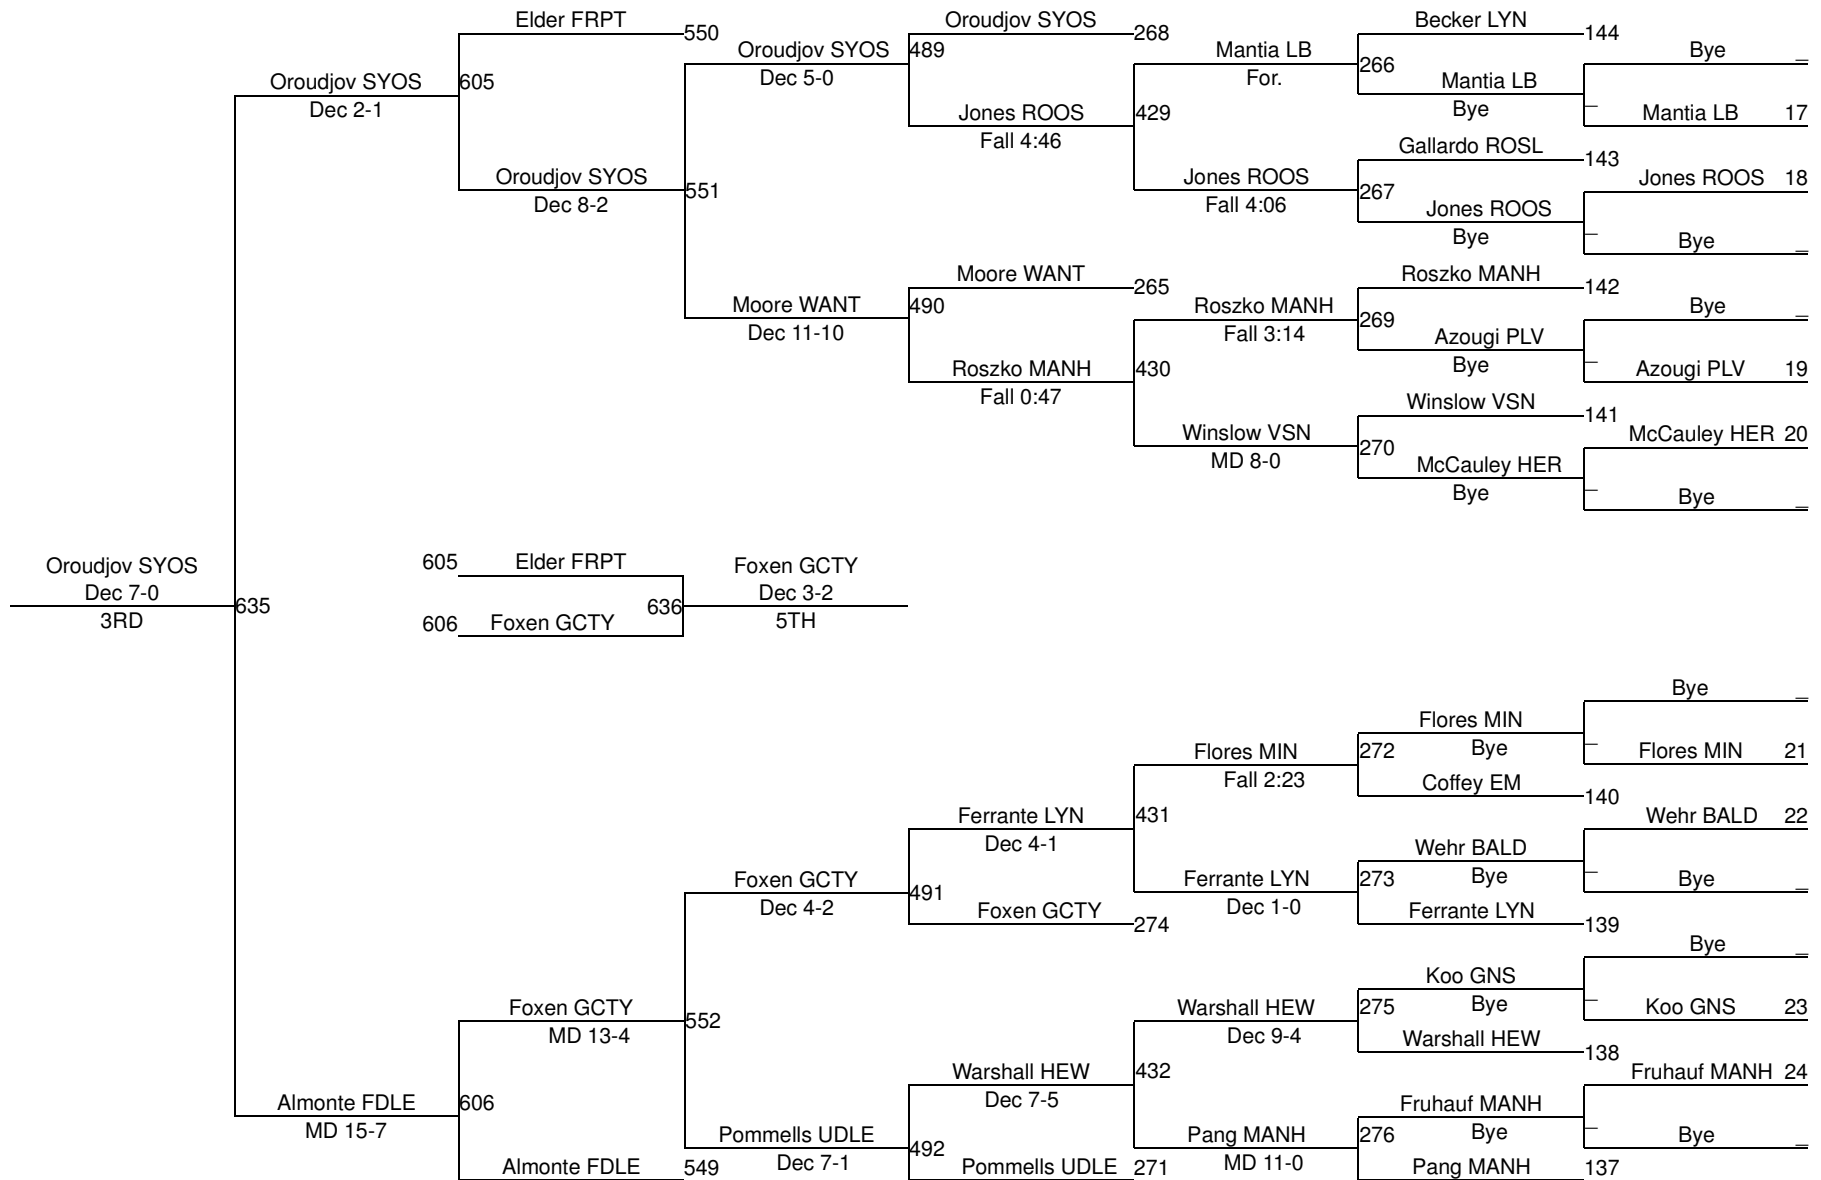 Elder FRPT
550
Oroudjov SYOS
268
Becker LYN
144
Oroudjov SYOS
Dec 5-0
489
Mantia LB
For.
266
Bye
_
Oroudjov SYOS
Dec 2-1
605
Mantia LB
Bye
_
Mantia LB 17
Jones ROOS
Fall 4:46
429
Gallardo ROSL
143
Oroudjov SYOS
Dec 8-2
551
Jones ROOS
Fall 4:06
267
Jones ROOS 18
Jones ROOS
Bye
_
Bye
_
Moore WANT
265
Roszko MANH
142
Moore WANT
Dec 11-10
490
Roszko MANH
Fall 3:14
269
Bye
_
Azougi PLV
Bye
_
Azougi PLV 19
Roszko MANH
Fall 0:47
430
Winslow VSN
141
Winslow VSN
MD 8-0
270
McCauley HER 20
McCauley HER
Bye
_
Bye
_
Oroudjov SYOS
Dec 7-0
3RD
635
605
Elder FRPT
606
Foxen GCTY
636
Foxen GCTY
Dec 3-2
5TH
Bye
_
Flores MIN
Bye
_
Flores MIN
Fall 2:23
272
Flores MIN 21
Coffey EM
140
Ferrante LYN
Dec 4-1
431
Wehr BALD 22
Wehr BALD
Bye
_
Foxen GCTY
Dec 4-2
491
Ferrante LYN
Dec 1-0
273
Bye
_
Foxen GCTY
274
Ferrante LYN
139
Bye
_
Koo GNS
Bye
_
Foxen GCTY
MD 13-4
552
Warshall HEW
Dec 9-4
275
Koo GNS 23
Warshall HEW
138
Warshall HEW
Dec 7-5
432
Fruhauf MANH 24
Almonte FDLE
MD 15-7
606
Fruhauf MANH
Bye
_
Pommells UDLE
Dec 7-1
492
Pang MANH
MD 11-0
276
Bye
_
Almonte FDLE
549
Pommells UDLE
271
Pang MANH
137